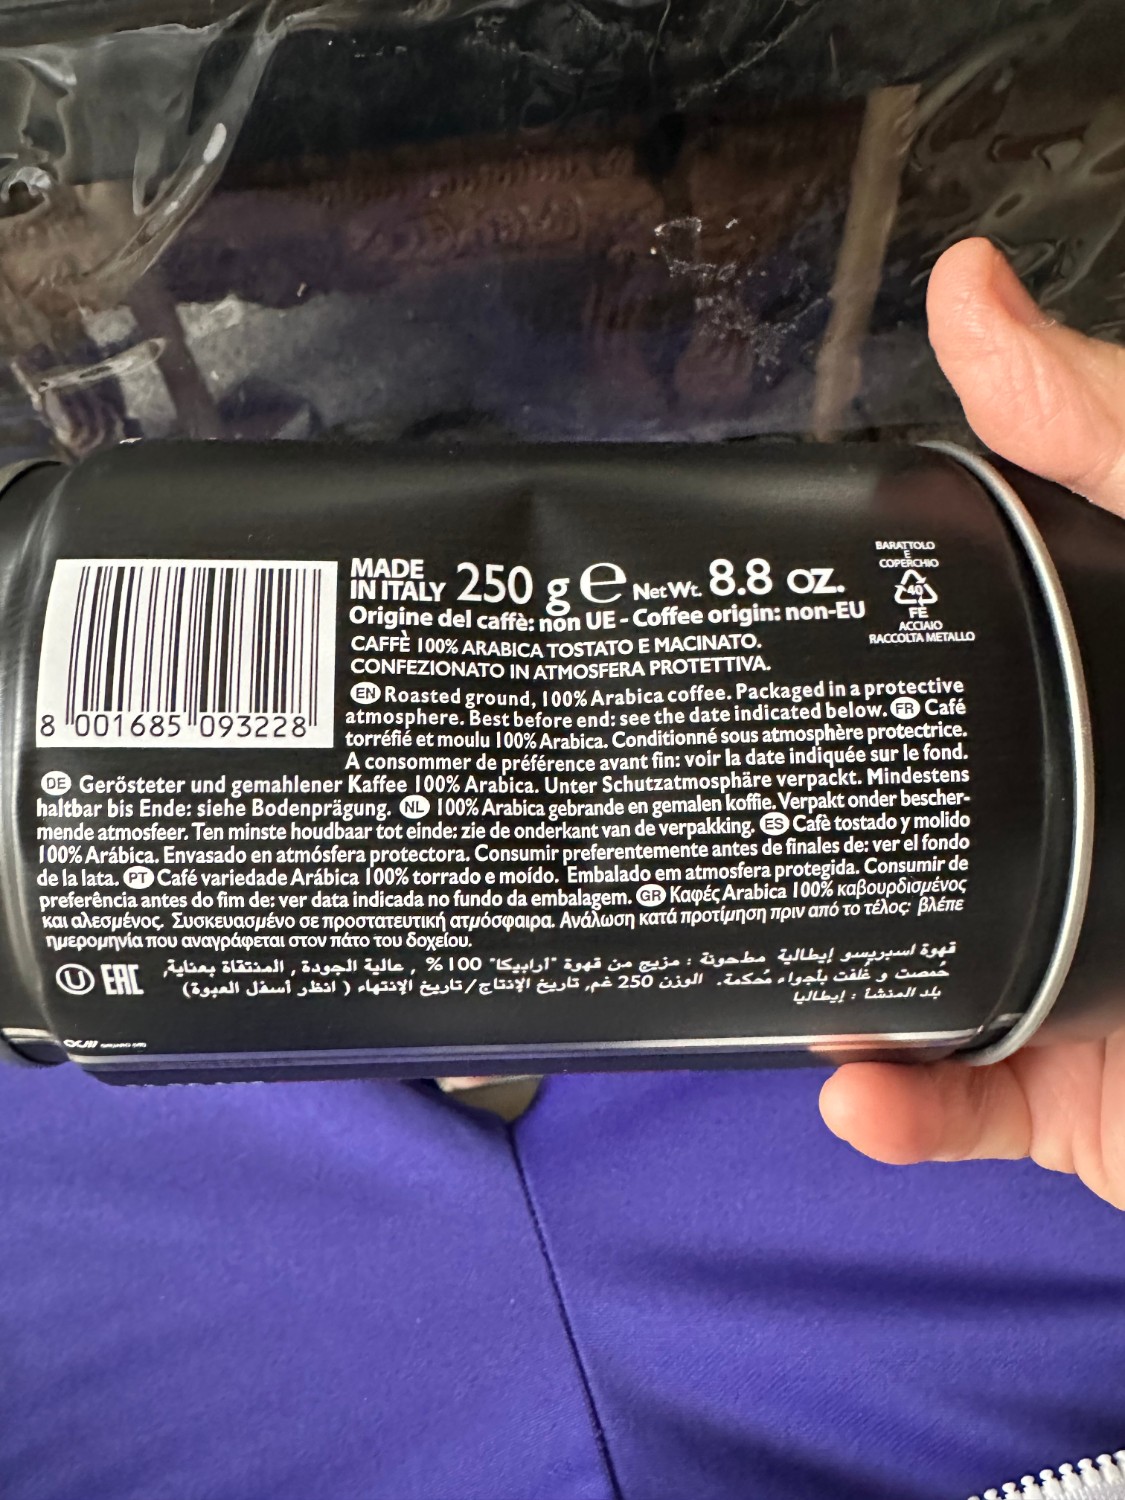 MADE
IN ITALY 250 g e Net Wt. 8.8 oz.
Origine del caffè: non UE - Coffee origin: non-EU
CAFFÈ 100% ARABICA TOSTATO E MACINATO.
CONFEZIONATO IN ATMOSFERA PROTETTIVA.
EN Roasted ground, 100% Arabica coffee. Packaged in a protective
atmosphere. Best before end: see the date indicated below. FR Café
torréfié et moulu 100% Arabica. Conditionné sous atmosphère protectrice.
A consommer de préférence avant fin: voir la date indiquée sur le fond.
8 001685 093228
DE Gerösteter und gemahlener Kaffee 100% Arabica. Unter Schutzatmosphäre verpackt. Mindestens
haltbar bis Ende: siehe Bodenprägung. NL 100% Arabica gebrande en gemalen koffie. Verpakt onder bescher-
mende atmosfeer. Ten minste houdbaar tot einde: zie de onderkant van de verpakking. ES Cafè tostado y molido
100% Arábica. Envasado en atmósfera protectora. Consumir preferentemente antes de finales de: ver el fondo
de la lata. PT Café variedade Arábica 100% torrado e moído. Embalado em atmosfera protegida. Consumir de
preferência antes do fim de: ver data indicada no fundo da embalagem. GR Καφές Arabica 100% καβουρδισμένος
και αλεσμένος. Συσκευασμένο σε προστατευτική ατμόσφαιρα. Ανάλωση κατά προτίμηση πριν από το τέλος: βλέπε
ημερομηνία που αναγράφεται στον πάτο του δοχείου.
قهوة اسبريسو إيطالية مطحونة : مزيج من قهوة "أرابيكا" 100 % , عالية الجودة , المنتقاة بعناية,
حُمصت و غلفت بأجواء مُحكمة. الوزن 250 غم, تاريخ الإنتاج/تاريخ الإنتهاء ( انظر أسفل العبوة)
بلد المنشأ : إيطاليا
U EAC
BARATTOLO
E
COPERCHIO
40
FE
ACCIAIO
RACCOLTA METALLO